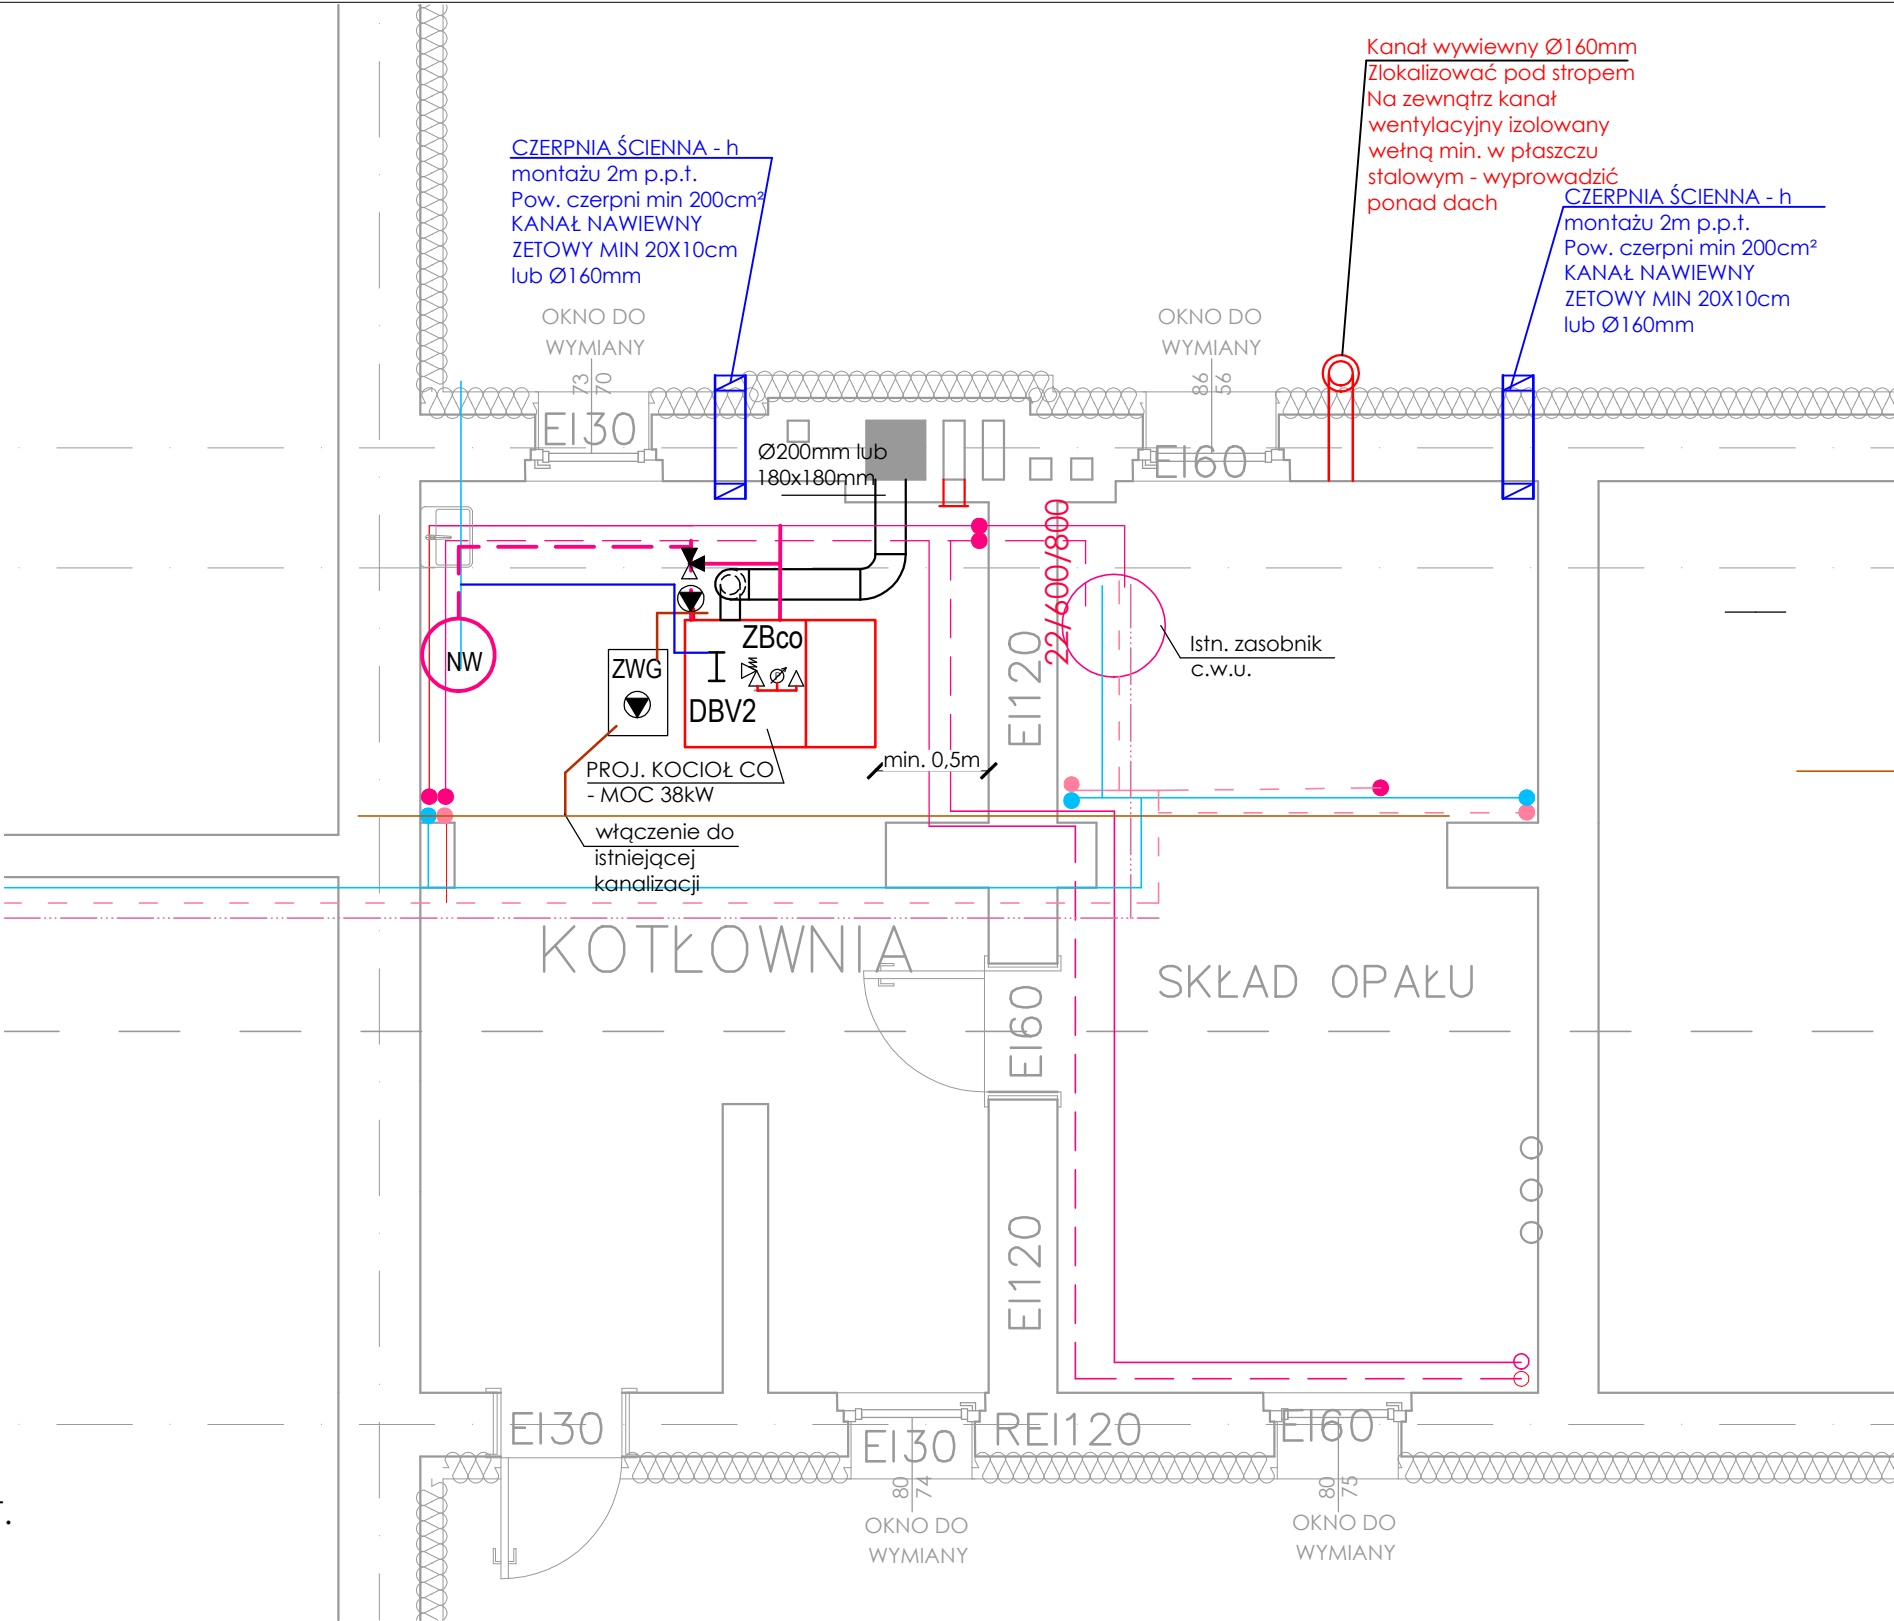 Kanał wywiewny Ø160mm
Zlokalizować pod stropem
Na zewnątrz kanał
wentylacyjny izolowany
wełną min. w płaszczu
stalowym - wyprowadzić
ponad dach
CZERPNIA ŚCIENNA - h
montażu 2m p.p.t.
Pow. czerpni min 200cm²
KANAŁ NAWIEWNY
ZETOWY MIN 20X10cm
lub Ø160mm
CZERPNIA ŚCIENNA - h
montażu 2m p.p.t.
Pow. czerpni min 200cm²
KANAŁ NAWIEWNY
ZETOWY MIN 20X10cm
lub Ø160mm
OKNO DO
WYMIANY
73
70
OKNO DO
WYMIANY
86
56
EI30
EI60
Ø200mm lub
180x180mm
22/600/800
EI120
NW
ZWG
ZBco
DBV2
Istn. zasobnik
c.w.u.
min. 0,5m
PROJ. KOCIOŁ CO
- MOC 38kW
włączenie do
istniejącej
kanalizacji
KOTŁOWNIA
SKŁAD OPAŁU
EI60
EI120
EI30
EI30
REI120
EI60
80
74
OKNO DO
WYMIANY
80
75
OKNO DO
WYMIANY